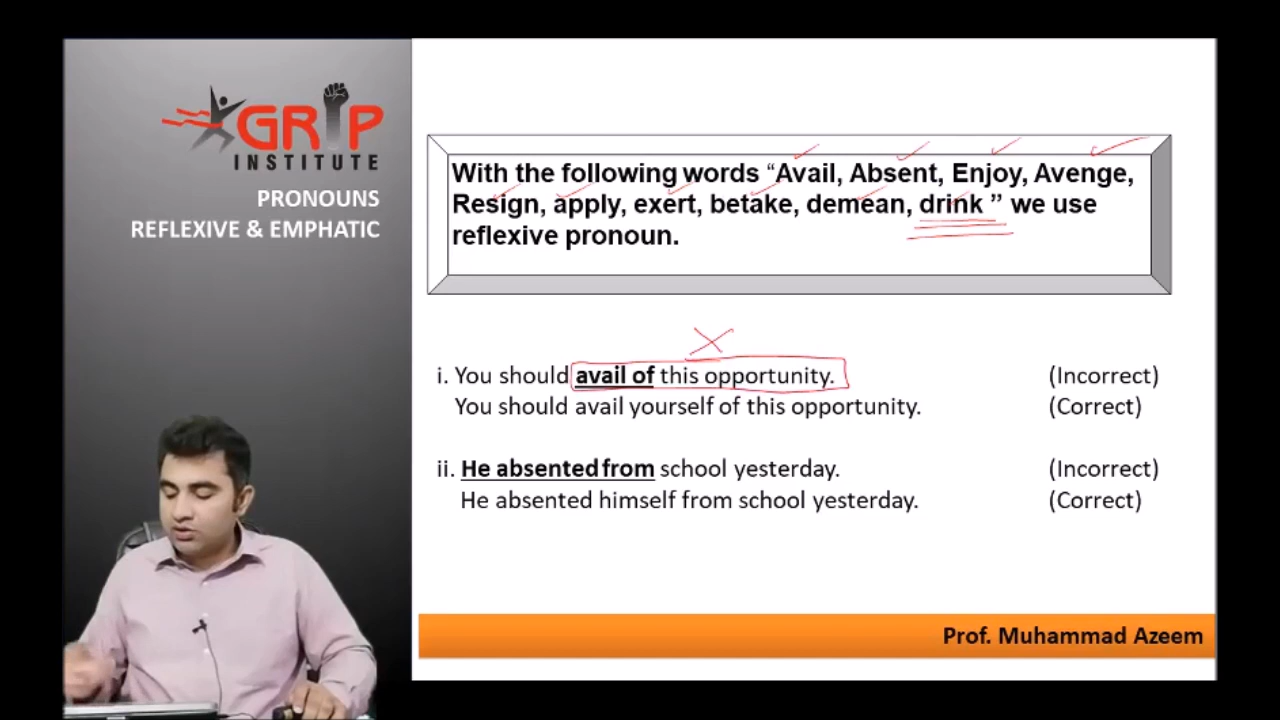 GRIP
INSTITUTE
PRONOUNS
REFLEXIVE & EMPHATIC
With the following words “Avail, Absent, Enjoy, Avenge,
Resign, apply, exert, betake, demean, drink ” we use
reflexive pronoun.
i. You should avail of this opportunity. (Incorrect)
You should avail yourself of this opportunity. (Correct)
ii. He absented from school yesterday. (Incorrect)
He absented himself from school yesterday. (Correct)
Prof. Muhammad Azeem